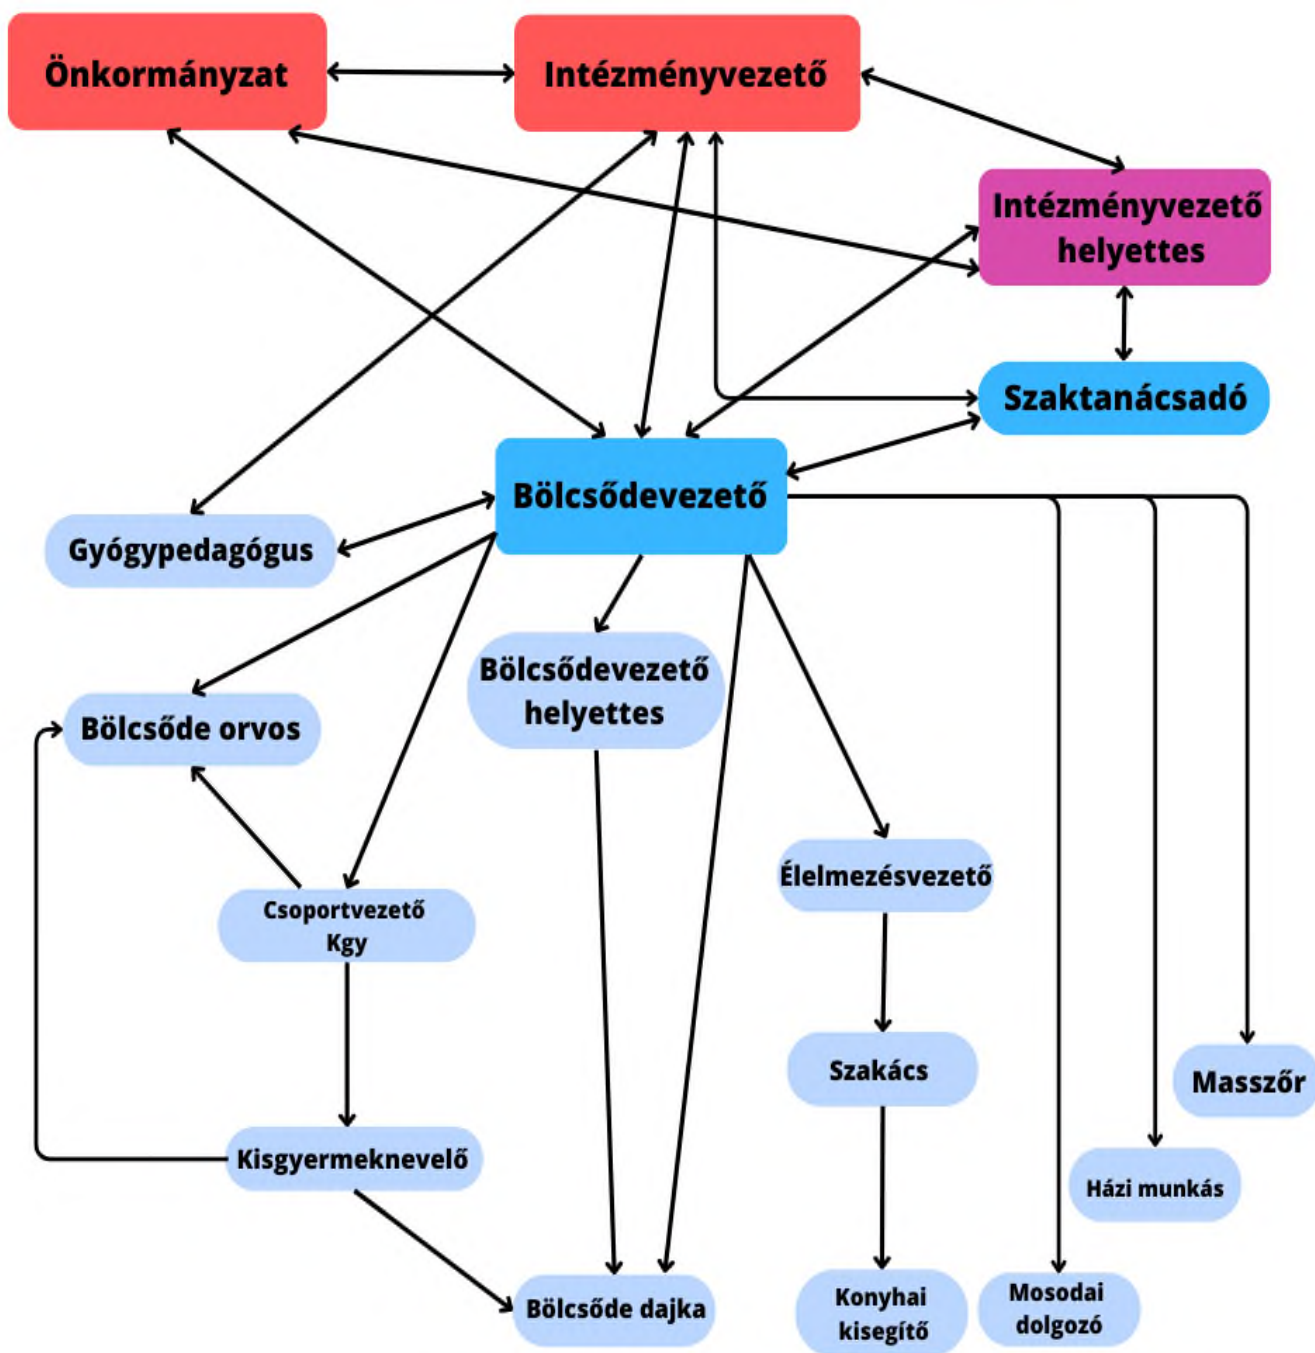 Önkormányzat
Intézményvezető
Intézményvezető
helyettes
Szaktanácsadó
Bölcsődevezető
Gyógypedagógus
Bölcsődevezető
helyettes
Bölcsőde orvos
Élelmezésvezető
Csoportvezető
Kgy
Szakács
Masszőr
Kisgyermeknevelő
Házi munkás
Bölcsőde dajka
Konyhai
kisegítő
Mosodai
dolgozó